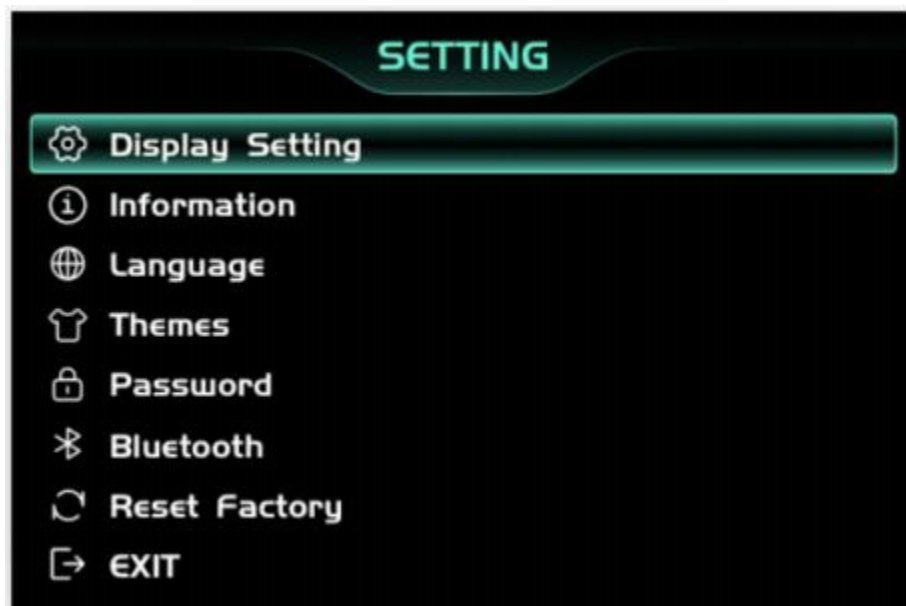 SETTING
Display Setting
Information
Language
Themes
Password
Bluetooth
Reset Factory
EXIT